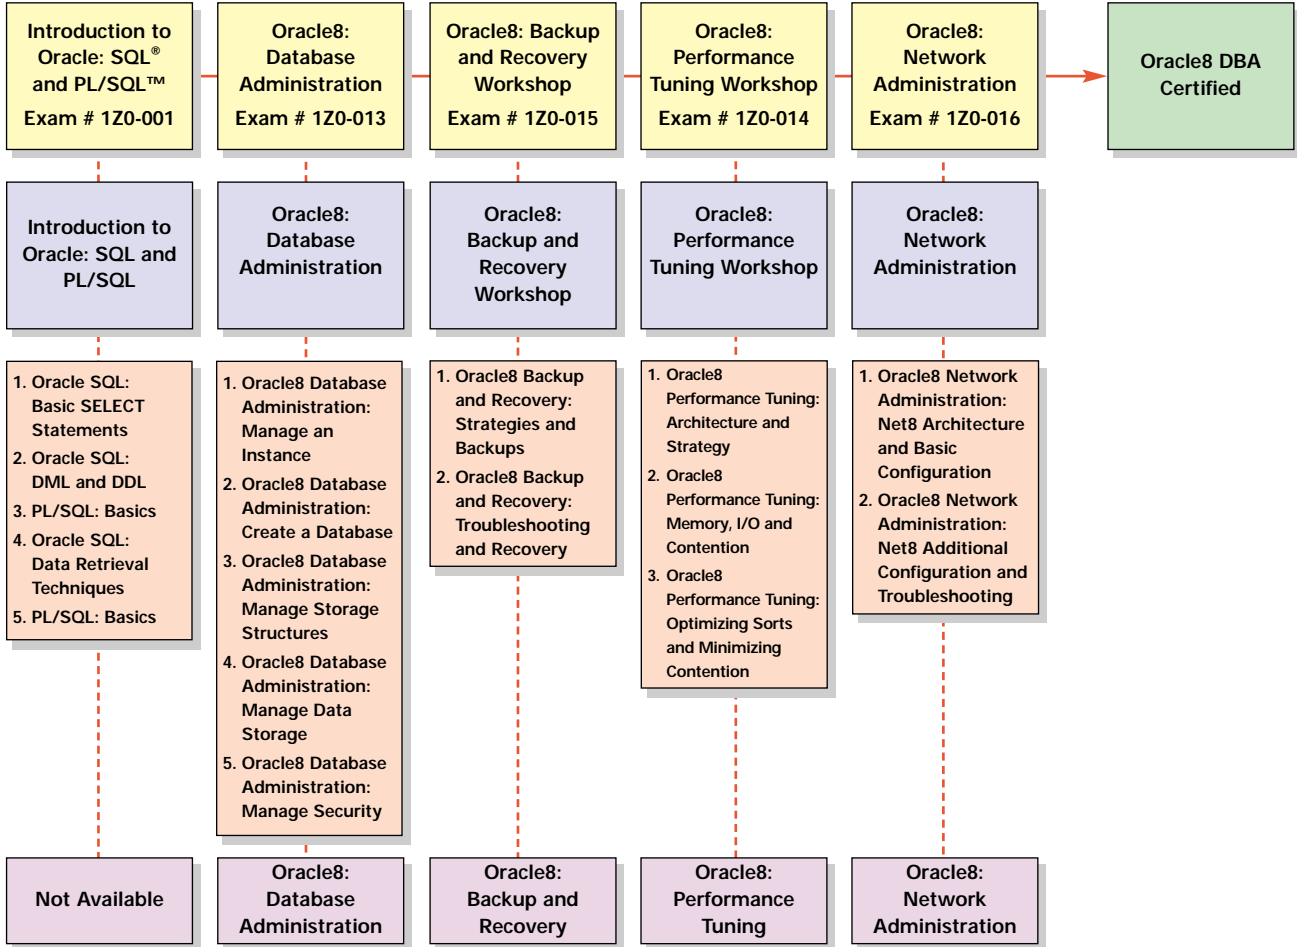 Introduction to
Oracle: SQL®
and PL/SQL™
Exam # 1Z0-001
Oracle8:
Database
Administration
Exam # 1Z0-013
Oracle8: Backup
and Recovery
Workshop
Exam # 1Z0-015
Oracle8:
Performance
Tuning Workshop
Exam # 1Z0-014
Oracle8:
Network
Administration
Exam # 1Z0-016
Oracle8 DBA
Certified
Introduction to
Oracle: SQL and
PL/SQL
Oracle8:
Database
Administration
Oracle8:
Backup and
Recovery
Workshop
Oracle8:
Performance
Tuning Workshop
Oracle8:
Network
Administration
1. Oracle SQL:
Basic SELECT
Statements
2. Oracle SQL:
DML and DDL
3. PL/SQL: Basics
4. Oracle SQL:
Data Retrieval
Techniques
5. PL/SQL: Basics
1. Oracle8 Database
Administration:
Manage an
Instance
2. Oracle8 Database
Administration:
Create a Database
3. Oracle8 Database
Administration:
Manage Storage
Structures
4. Oracle8 Database
Administration:
Manage Data
Storage
5. Oracle8 Database
Administration:
Manage Security
1. Oracle8 Backup
and Recovery:
Strategies and
Backups
2. Oracle8 Backup
and Recovery:
Troubleshooting
and Recovery
1. Oracle8
Performance Tuning:
Architecture and
Strategy
2. Oracle8
Performance Tuning:
Memory, I/O and
Contention
3. Oracle8
Performance Tuning:
Optimizing Sorts
and Minimizing
Contention
1. Oracle8 Network
Administration:
Net8 Architecture
and Basic
Configuration
2. Oracle8 Network
Administration:
Net8 Additional
Configuration and
Troubleshooting
Not Available
Oracle8:
Database
Administration
Oracle8:
Backup and
Recovery
Oracle8:
Performance
Tuning
Oracle8:
Network
Administration